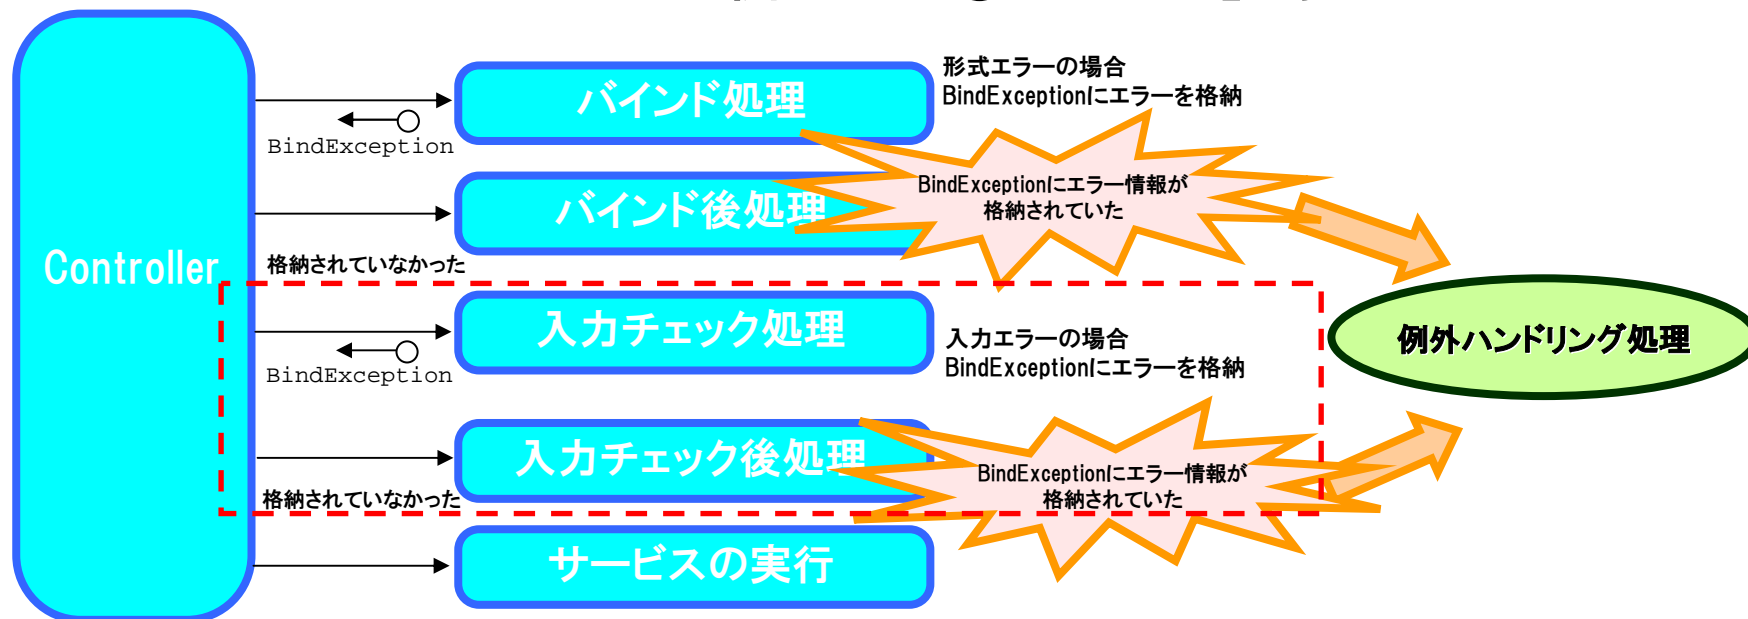 形式エラーの場合
BindExceptionにエラーを格納
バインド処理
BindException
BindExceptionにエラー情報が
格納されていた
バインド後処理
Controller
格納されていなかった
入力チェック処理
入力エラーの場合
BindExceptionにエラーを格納
例外ハンドリング処理
BindException
入力チェック後処理
BindExceptionにエラー情報が
格納されていた
格納されていなかった
サービスの実行